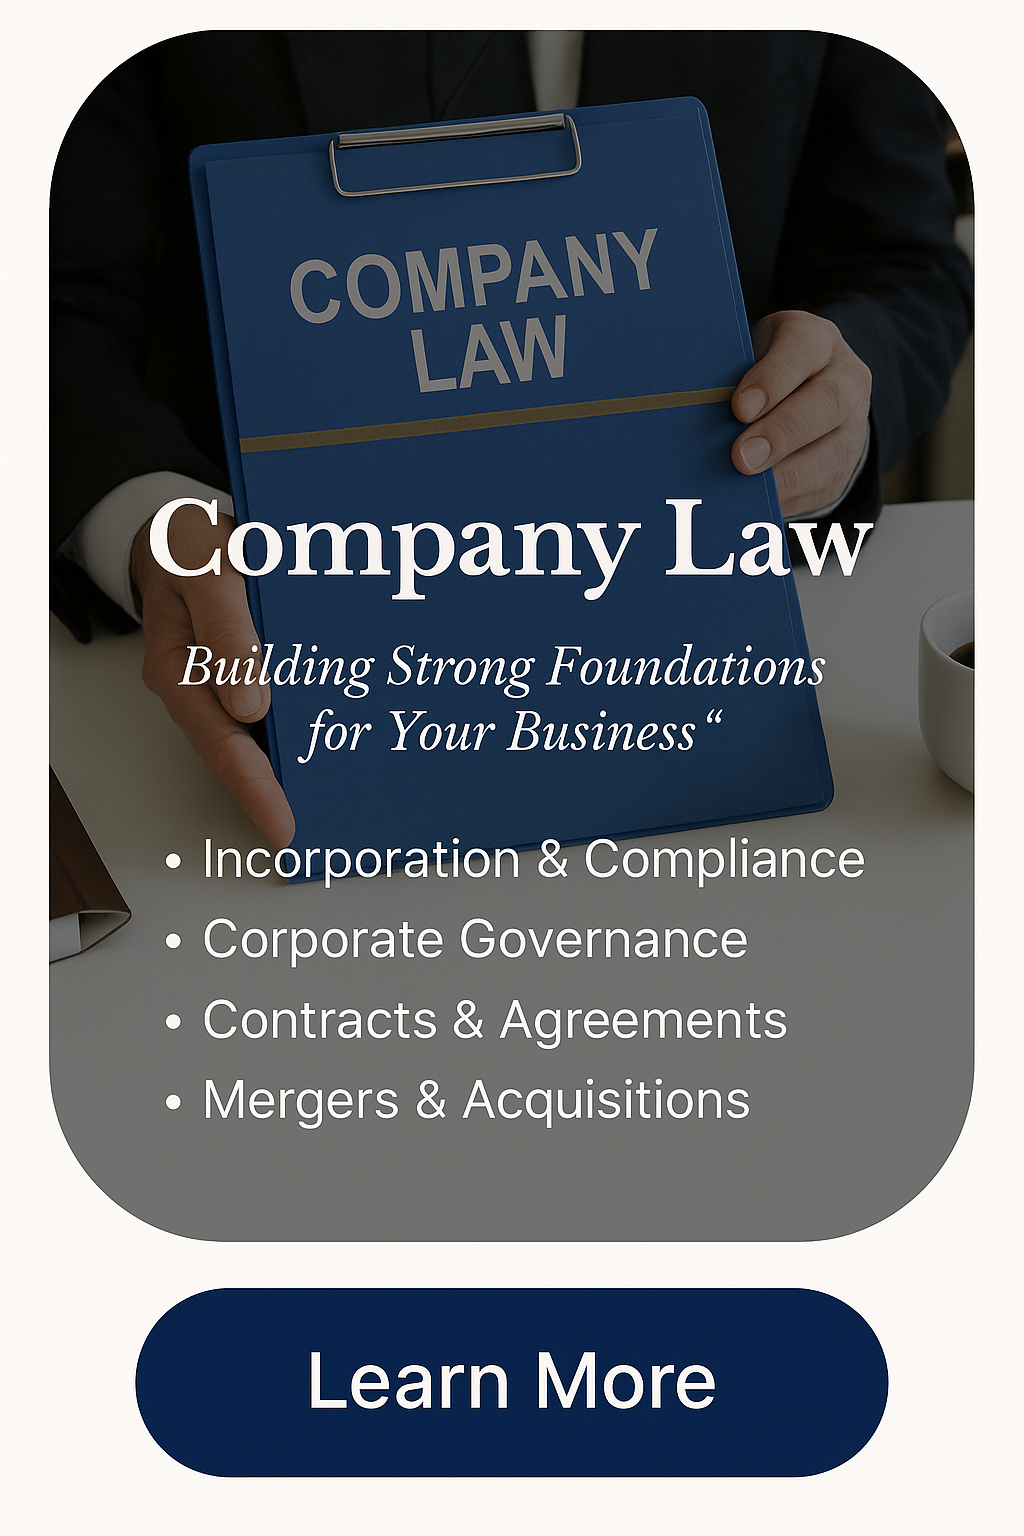 COMPANY
LAW
Company Law
Building Strong Foundations
for Your Business“
• Incorporation & Compliance
• Corporate Governance
• Contracts & Agreements
• Mergers & Acquisitions
Learn More